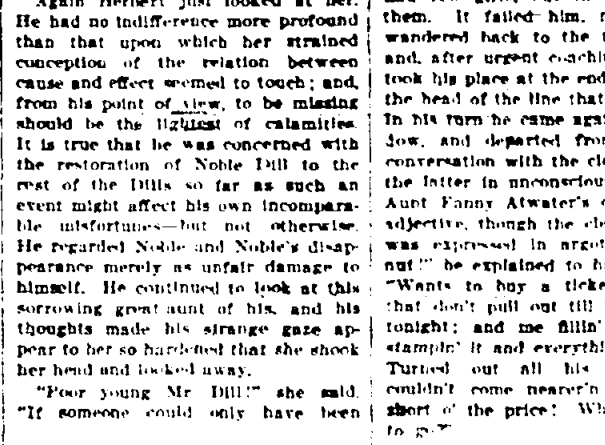 Again Herbert just looked at her.
He had no indifference more profound
than that upon which her strained
conception of the relation between
cause and effect seemed to touch; and,
from his point of view, to be missing
should be the lightest of calamities.
It is true that he was concerned with
the restoration of Noble Dill to the
rest of the Dills so far as such an
event might affect his own incompara-
ble misfortunes—but not otherwise.
He regarded Noble and Noble's disap-
pearance merely as unfair damage to
himself. He continued to look at this
sorrowing great aunt of his, and his
thoughts made his strange gaze ap-
pear to her so hardened that she shook
her head and looked away.
"Poor young Mr Dill!" she said.
"If someone could only have been
them. It failed him,
wandered back to the
and, after urgent
took his place at the end
the head of the line that
In his turn he came
dow, and departed
conversation with the
the latter in
Aunt Fanny Atwater's
adjective, though the
was expressed in argot
nut!" he explained to
"Wants to buy a
that don't pull out till
tonight; and me fillin'
stampin' it and
Turned out all his
couldn't come nearer'n
short o' the price!
to